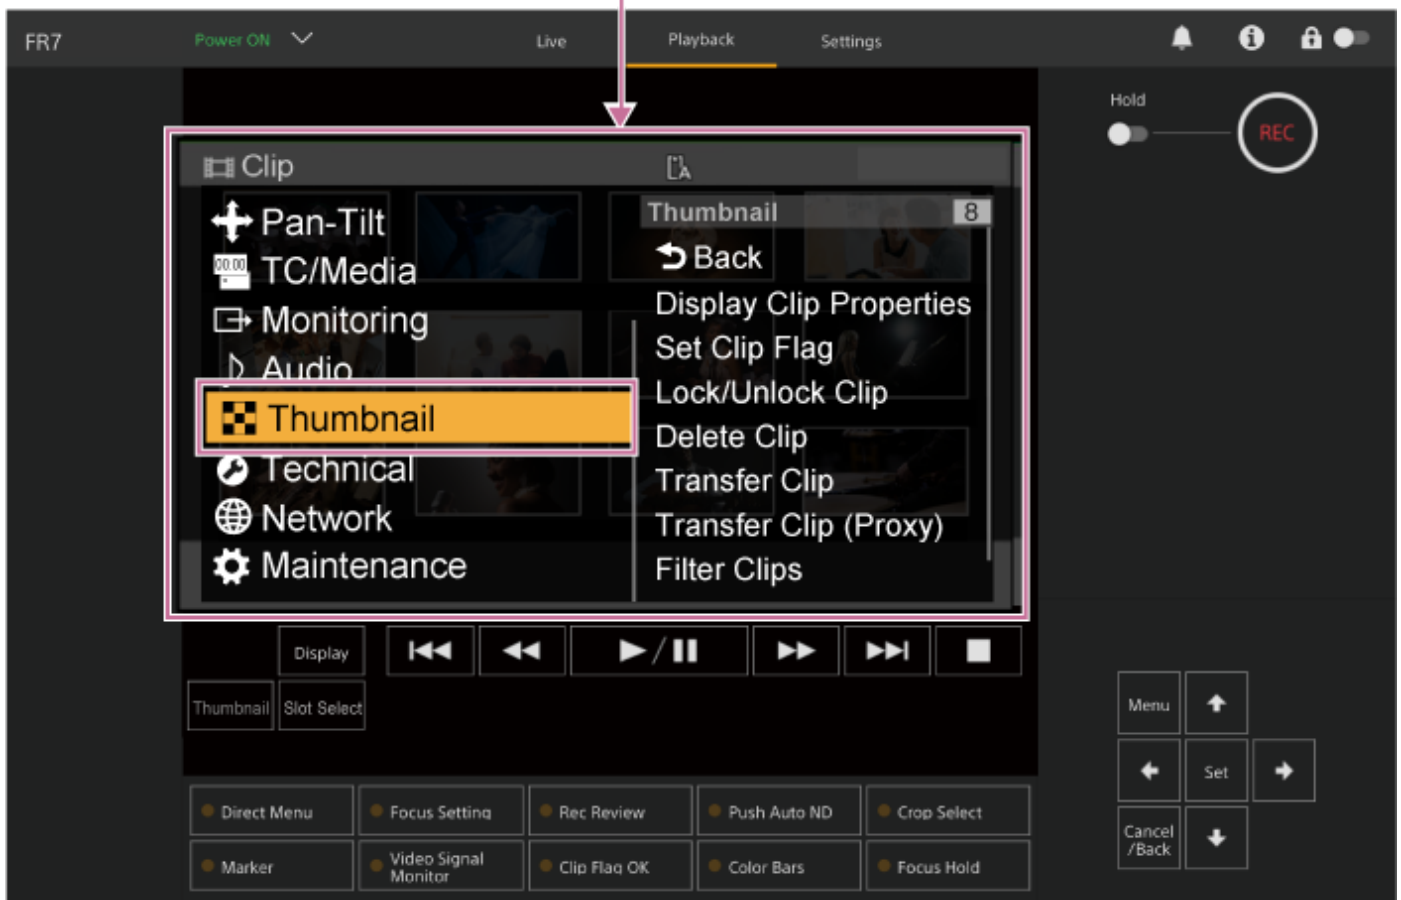 FR7
Power ON
Live
Playback
Settings
Hold
REC
Clip
A
Pan-Tilt
00:00
TC/Media
Monitoring
Audio
Thumbnail
Technical
Network
Maintenance
Thumbnail 8
Back
Display Clip Properties
Set Clip Flag
Lock/Unlock Clip
Delete Clip
Transfer Clip
Transfer Clip (Proxy)
Filter Clips
Display
Thumbnail
Slot Select
Menu
Set
Cancel
/Back
Direct Menu
Focus Setting
Rec Review
Push Auto ND
Crop Select
Marker
Video Signal
Monitor
Clip Flag OK
Color Bars
Focus Hold